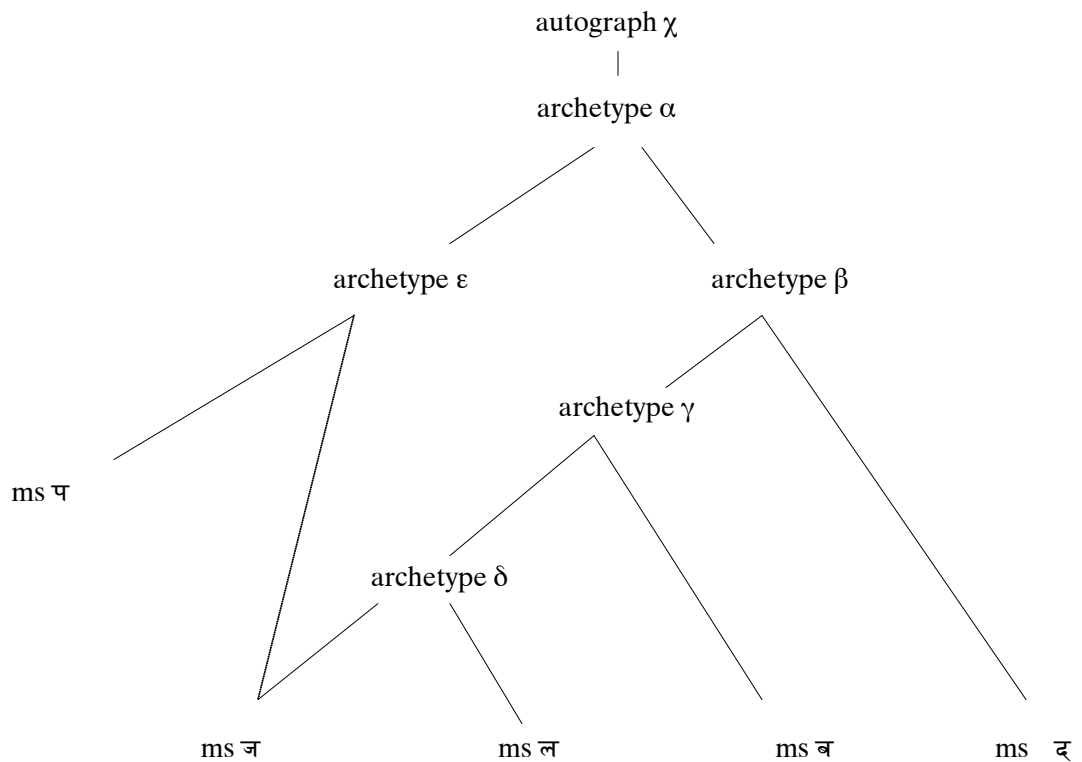 autograph χ
archetype α
archetype ε
archetype β
archetype γ
ms प
archetype δ
ms ज
ms ल
ms ब
ms द्